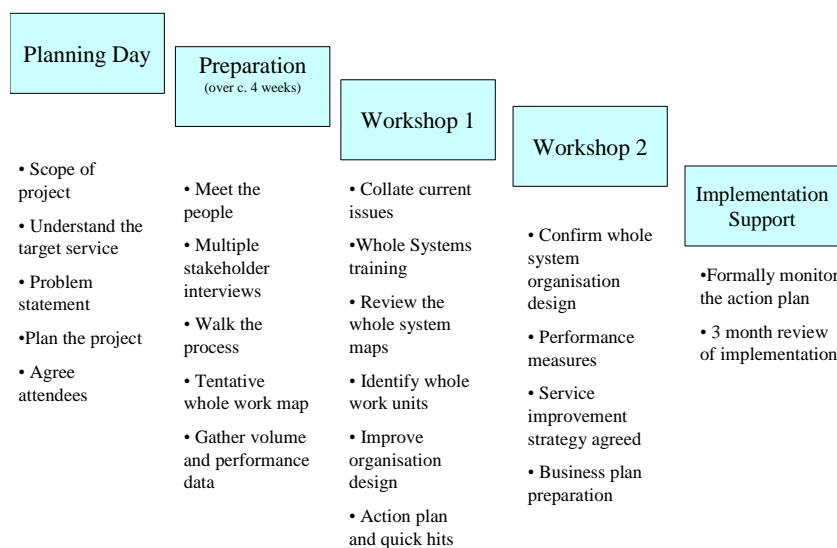 Planning Day
• Scope of
project
• Understand the
target service
• Problem
statement
•Plan the project
• Agree
attendees
Preparation
(over c. 4 weeks)
• Meet the
people
• Multiple
stakeholder
interviews
• Walk the
process
• Tentative
whole work map
• Gather volume
and performance
data
Workshop 1
• Collate current
issues
•Whole Systems
training
• Review the
whole system
maps
• Identify whole
work units
• Improve
organisation
design
• Action plan
and quick hits
Workshop 2
• Confirm whole
system
organisation
design
• Performance
measures
• Service
improvement
strategy agreed
• Business plan
preparation
Implementation
Support
•Formally monitor
the action plan
• 3 month review
of implementation